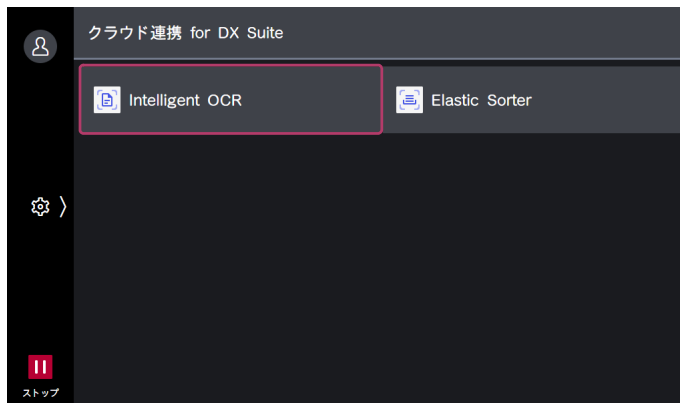 クラウド連携 for DX Suite
Intelligent OCR
Elastic Sorter
ストップ